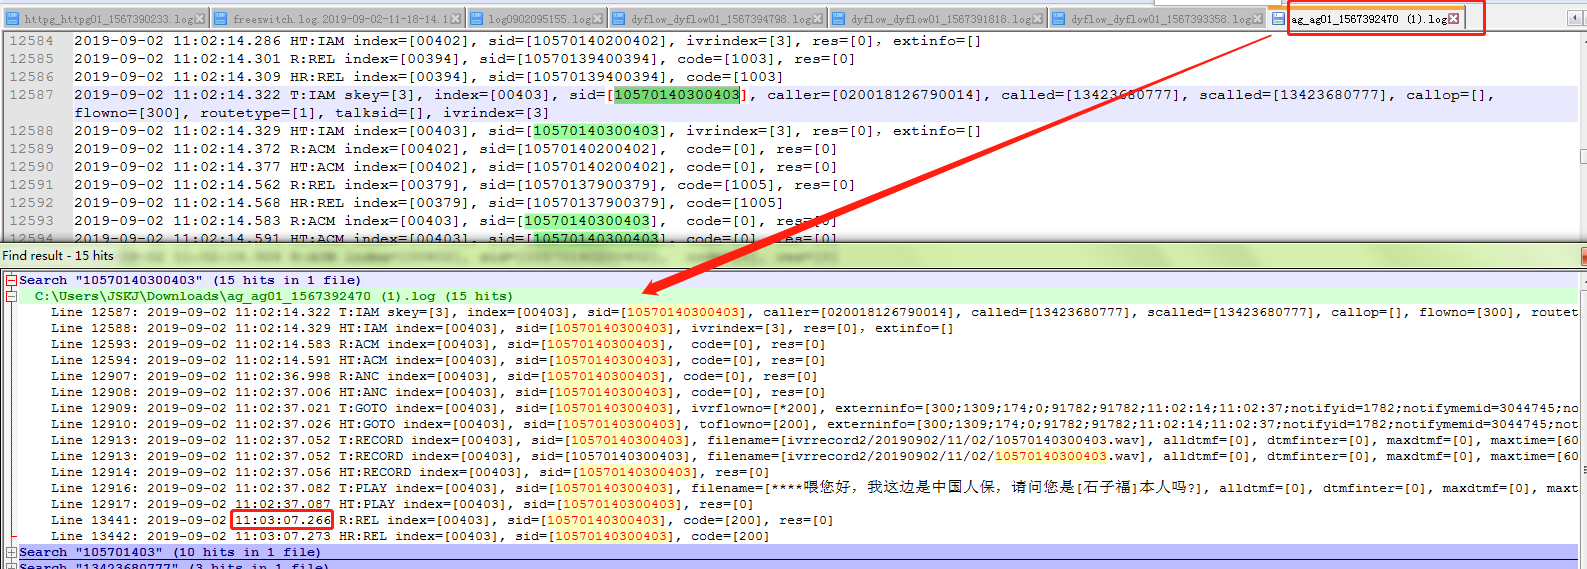 httpg_httpg01_1567390233.log freeswitch.log.2019-09-02-11-18-14.1 log0902095155.log dyflow_dyflow01_1567394798.log dyflow_dyflow01_1567391818.log dyflow_dyflow01_1567393358.log ag_ag01_1567392470 (1).log
12584 2019-09-02 11:02:14.286 HT:IAM index=[00402], sid=[10570140200402], ivrindex=[3], res=[0], extinfo=[]
12585 2019-09-02 11:02:14.301 R:REL index=[00394], sid=[10570139400394], code=[1003], res=[0]
12586 2019-09-02 11:02:14.309 HR:REL index=[00394], sid=[10570139400394], code=[1003]
12587 2019-09-02 11:02:14.322 T:IAM skey=[3], index=[00403], sid=[10570140300403], caller=[020018126790014], called=[13423680777], scalled=[13423680777], callop=[],
flowno=[300], routetype=[1], talksid=[], ivrindex=[3]
12588 2019-09-02 11:02:14.329 HT:IAM index=[00403], sid=[10570140300403], ivrindex=[3], res=[0], extinfo=[]
12589 2019-09-02 11:02:14.372 R:ACM index=[00402], sid=[10570140200402],  code=[0], res=[0]
12590 2019-09-02 11:02:14.377 HT:ACM index=[00402], sid=[10570140200402], code=[0], res=[0]
12591 2019-09-02 11:02:14.562 R:REL index=[00379], sid=[10570137900379], code=[1005], res=[0]
12592 2019-09-02 11:02:14.568 HR:REL index=[00379], sid=[10570137900379], code=[1005]
12593 2019-09-02 11:02:14.583 R:ACM index=[00403], sid=[10570140300403],  code=[0], res=[0]
12594 2019-09-02 11:02:14.591 HT:ACM index=[00403], sid=[10570140300403], code=[0], res=[0]
Find result - 15 hits
Search "10570140300403" (15 hits in 1 file)
C:\Users\JSKJ\Downloads\ag_ag01_1567392470 (1).log (15 hits)
Line 12587: 2019-09-02 11:02:14.322 T:IAM skey=[3], index=[00403], sid=[10570140300403], caller=[020018126790014], called=[13423680777], scalled=[13423680777], callop=[], flowno=[300], routet
Line 12588: 2019-09-02 11:02:14.329 HT:IAM index=[00403], sid=[10570140300403], ivrindex=[3], res=[0], extinfo=[]
Line 12593: 2019-09-02 11:02:14.583 R:ACM index=[00403], sid=[10570140300403],  code=[0], res=[0]
Line 12594: 2019-09-02 11:02:14.591 HT:ACM index=[00403], sid=[10570140300403], code=[0], res=[0]
Line 12907: 2019-09-02 11:02:36.998 R:ANC index=[00403], sid=[10570140300403], code=[0], res=[0]
Line 12908: 2019-09-02 11:02:37.006 HT:ANC index=[00403], sid=[10570140300403], code=[0], res=[0]
Line 12909: 2019-09-02 11:02:37.021 T:GOTO index=[00403], sid=[10570140300403], ivrflowno=[*200], externinfo=[300;1309;174;0;91782;91782;11:02:14;11:02:37;notifyid=1782;notifymemid=3044745;no
Line 12910: 2019-09-02 11:02:37.026 HT:GOTO index=[00403], sid=[10570140300403], toflowno=[200], externinfo=[300;1309;174;0;91782;91782;11:02:14;11:02:37;notifyid=1782;notifymemid=3044745;not
Line 12913: 2019-09-02 11:02:37.052 T:RECORD index=[00403], sid=[10570140300403], filename=[ivrrecord2/20190902/11/02/10570140300403.wav], alldtmf=[0], dtmfinter=[0], maxdtmf=[0], maxtime=[60
Line 12913: 2019-09-02 11:02:37.052 T:RECORD index=[00403], sid=[10570140300403], filename=[ivrrecord2/20190902/11/02/10570140300403.wav], alldtmf=[0], dtmfinter=[0], maxdtmf=[0], maxtime=[60
Line 12914: 2019-09-02 11:02:37.056 HT:RECORD index=[00403], sid=[10570140300403], res=[0]
Line 12916: 2019-09-02 11:02:37.082 T:PLAY index=[00403], sid=[10570140300403], filename=[****喂您好，我这边是中国人保，请问您是[石子福]本人吗?], alldtmf=[0], dtmfinter=[0], maxdtmf=[0], maxt
Line 12917: 2019-09-02 11:02:37.087 HT:PLAY index=[00403], sid=[10570140300403], res=[0]
Line 13441: 2019-09-02 11:03:07.266 R:REL index=[00403], sid=[10570140300403], code=[200], res=[0]
Line 13442: 2019-09-02 11:03:07.273 HR:REL index=[00403], sid=[10570140300403], code=[200]
Search "105701403" (10 hits in 1 file)
Search "13423680777" (3 hits in 1 file)